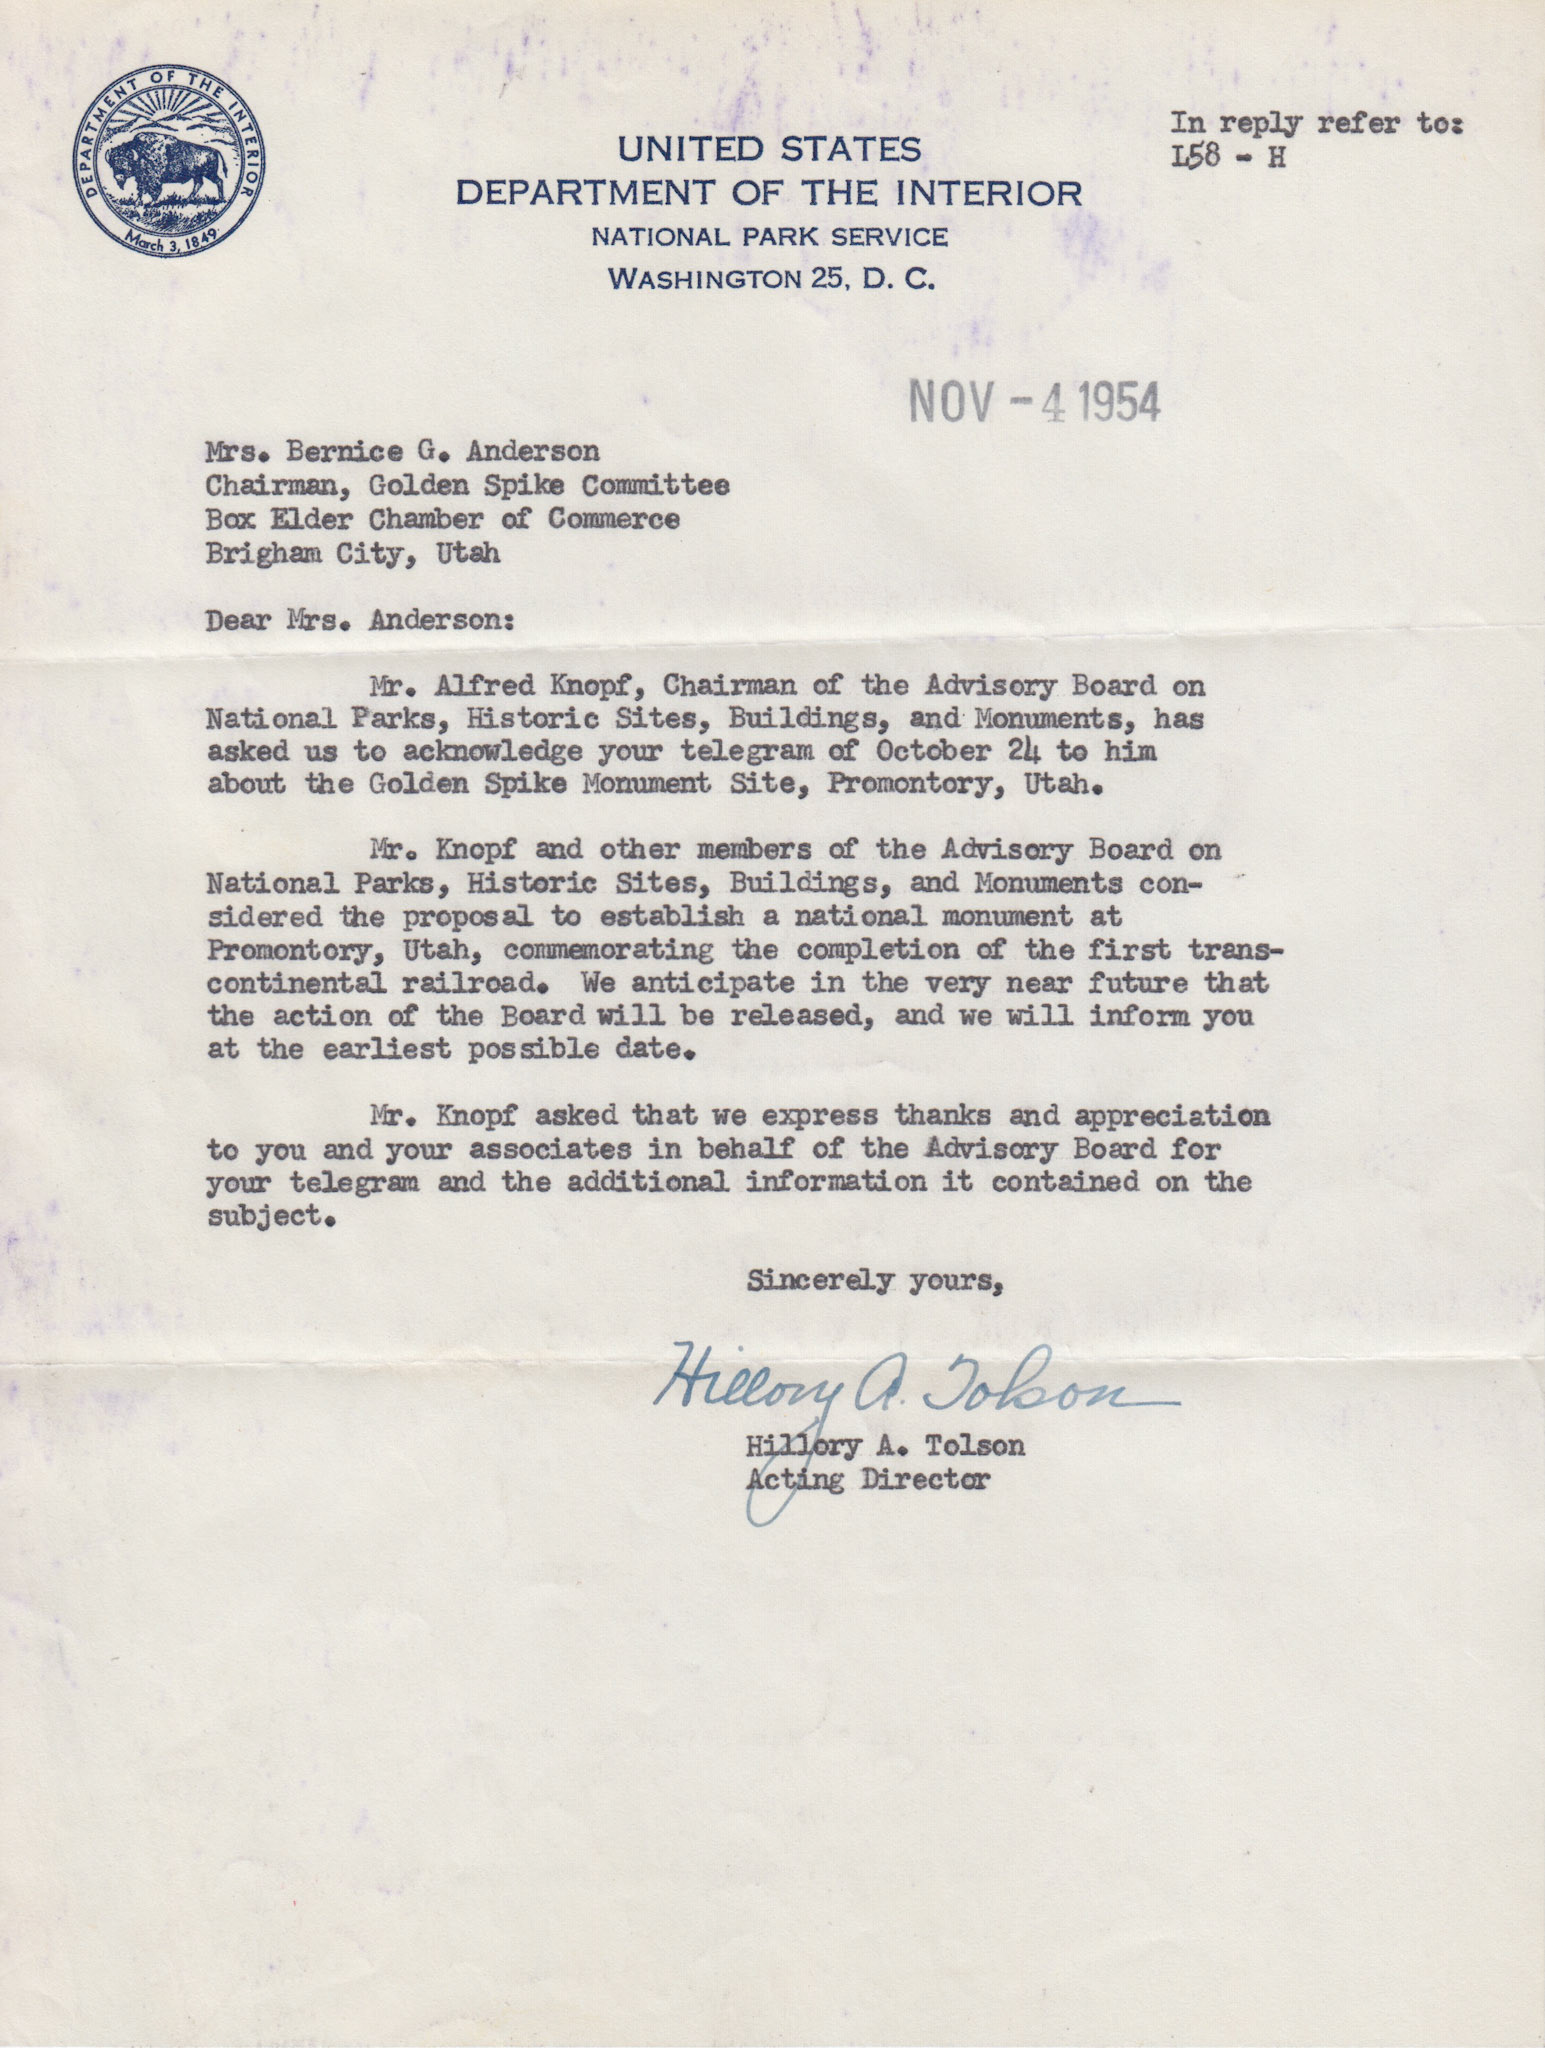 DEPARTMENT OF THE INTERIOR
March 3, 1849
In reply refer to:
L58 - H
UNITED STATES
DEPARTMENT OF THE INTERIOR
NATIONAL PARK SERVICE
WASHINGTON 25, D. C.
NOV - 4 1954
Mrs. Bernice G. Anderson
Chairman, Golden Spike Committee
Box Elder Chamber of Commerce
Brigham City, Utah
Dear Mrs. Anderson:
Mr. Alfred Knopf, Chairman of the Advisory Board on
National Parks, Historic Sites, Buildings, and Monuments, has
asked us to acknowledge your telegram of October 24 to him
about the Golden Spike Monument Site, Promontory, Utah.
Mr. Knopf and other members of the Advisory Board on
National Parks, Historic Sites, Buildings, and Monuments con-
sidered the proposal to establish a national monument at
Promontory, Utah, commemorating the completion of the first trans-
continental railroad. We anticipate in the very near future that
the action of the Board will be released, and we will inform you
at the earliest possible date.
Mr. Knopf asked that we express thanks and appreciation
to you and your associates in behalf of the Advisory Board for
your telegram and the additional information it contained on the
subject.
Sincerely yours,
Hillory A. Tolson
Hillory A. Tolson
Acting Director